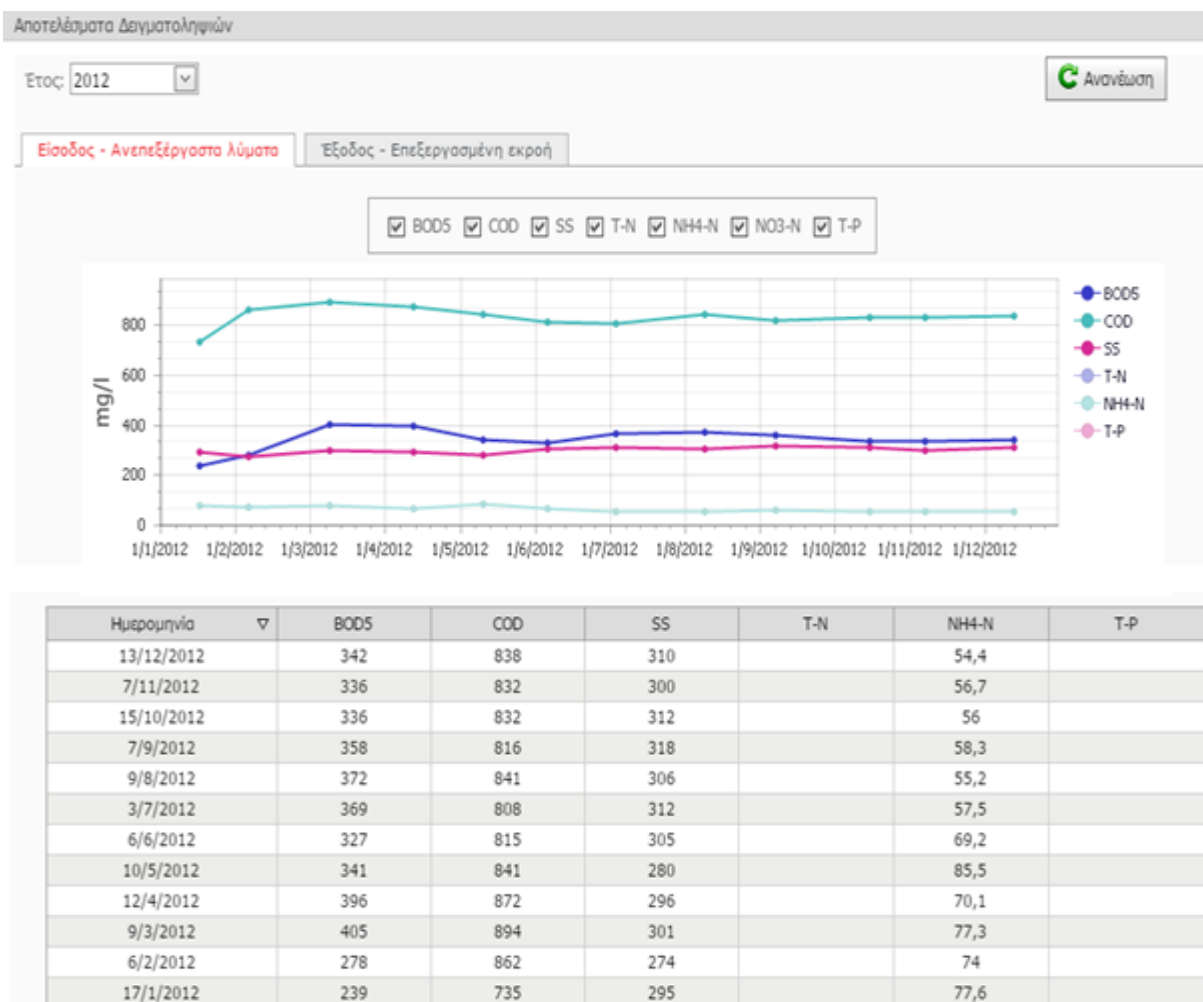 Αποτελέσματα Δειγματοληψιών
Έτος: 2012
Ανανέωση
Είσοδος - Ανεπεξέργαστα λύματα Έξοδος - Επεξεργασμένη εκροή
BOD5 COD SS T-N NH4-N NO3-N T-P
800
600
400
200
0
mg/l
1/1/2012 1/2/2012 1/3/2012 1/4/2012 1/5/2012 1/6/2012 1/7/2012 1/8/2012 1/9/2012 1/10/2012 1/11/2012 1/12/2012
BOD5
COD
SS
T-N
NH4-N
T-P
Ημερομηνία BOD5 COD SS T-N NH4-N T-P
13/12/2012 342 838 310 54,4
7/11/2012 336 832 300 56,7
15/10/2012 336 832 312 56
7/9/2012 358 816 318 58,3
9/8/2012 372 841 306 55,2
3/7/2012 369 808 312 57,5
6/6/2012 327 815 305 69,2
10/5/2012 341 841 280 85,5
12/4/2012 396 872 296 70,1
9/3/2012 405 894 301 77,3
6/2/2012 278 862 274 74
17/1/2012 239 735 295 77,6